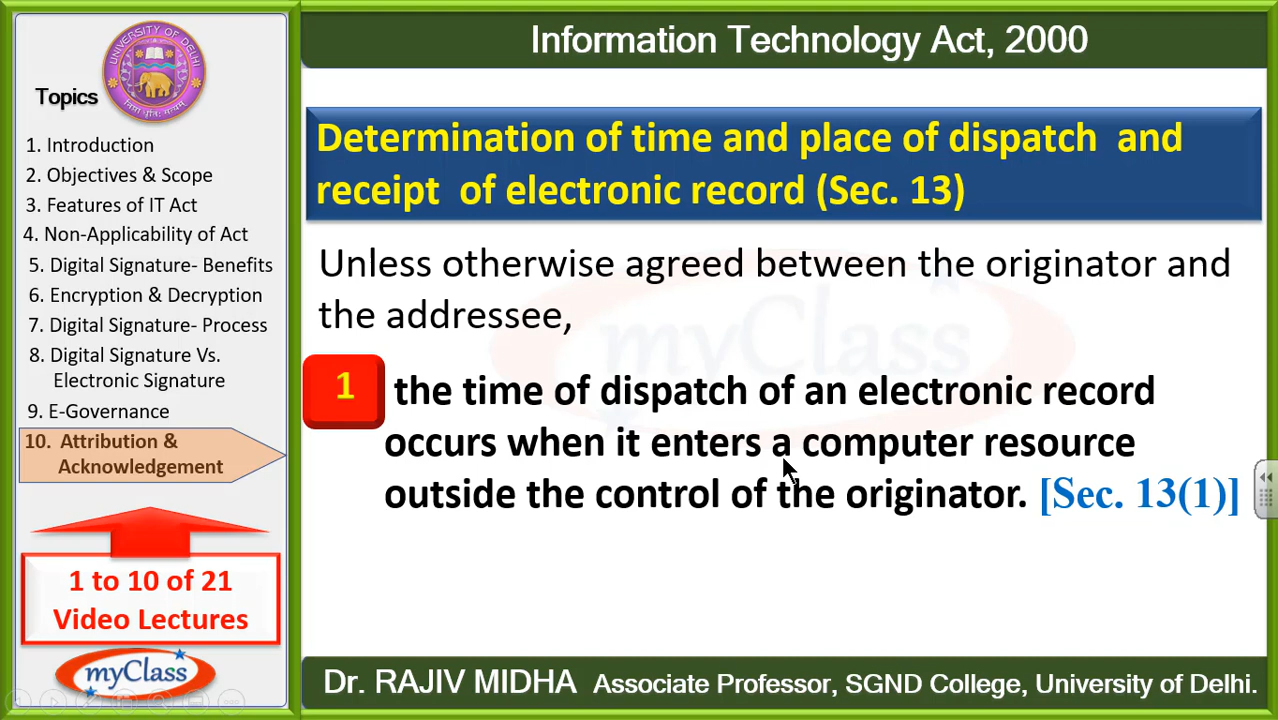 Information Technology Act, 2000
UNIVERSITY OF DELHI
Topics
1. Introduction
2. Objectives & Scope
3. Features of IT Act
4. Non-Applicability of Act
5. Digital Signature- Benefits
6. Encryption & Decryption
7. Digital Signature- Process
8. Digital Signature Vs.
Electronic Signature
9. E-Governance
10. Attribution &
Acknowledgement
1 to 10 of 21
Video Lectures
myClass
Determination of time and place of dispatch and
receipt of electronic record (Sec. 13)
Unless otherwise agreed between the originator and
the addressee,
myClass
1 the time of dispatch of an electronic record
occurs when it enters a computer resource
outside the control of the originator. [Sec. 13(1)]
Dr. RAJIV MIDHA Associate Professor, SGND College, University of Delhi.